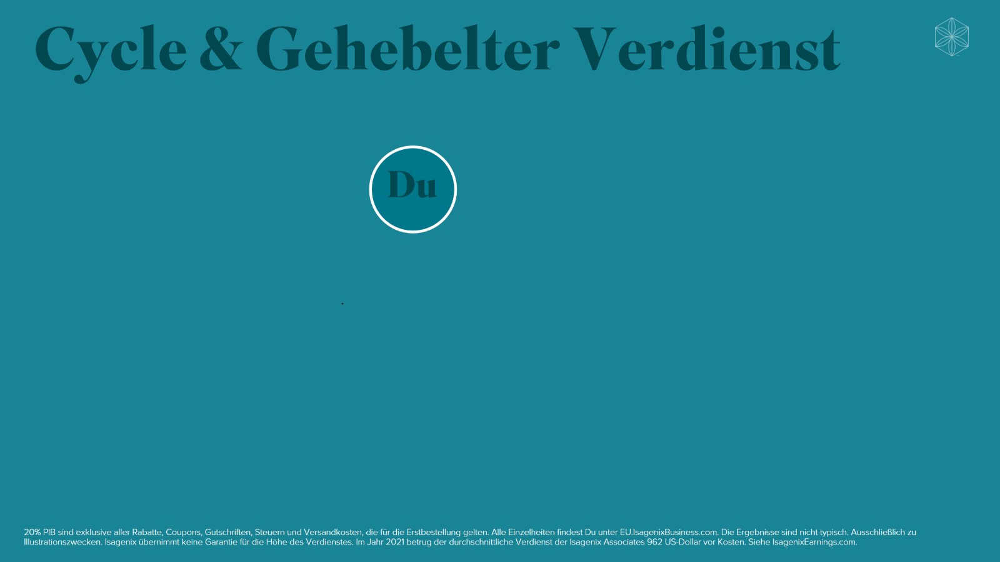 Cycle & Gehebelter Verdienst
Du
20% PIB sind exklusive aller Rabatte, Coupons, Gutschriften, Steuern und Versandkosten, die für die Erstbestellung gelten. Alle Einzelheiten findest Du unter EU.IsagenixBusiness.com. Die Ergebnisse sind nicht typisch. Ausschließlich zu
Illustrationszwecken. Isagenix übernimmt keine Garantie für die Höhe des Verdienstes. Im Jahr 2021 betrug der durchschnittliche Verdienst der Isagenix Associates 962 US-Dollar vor Kosten. Siehe IsagenixEarnings.com.